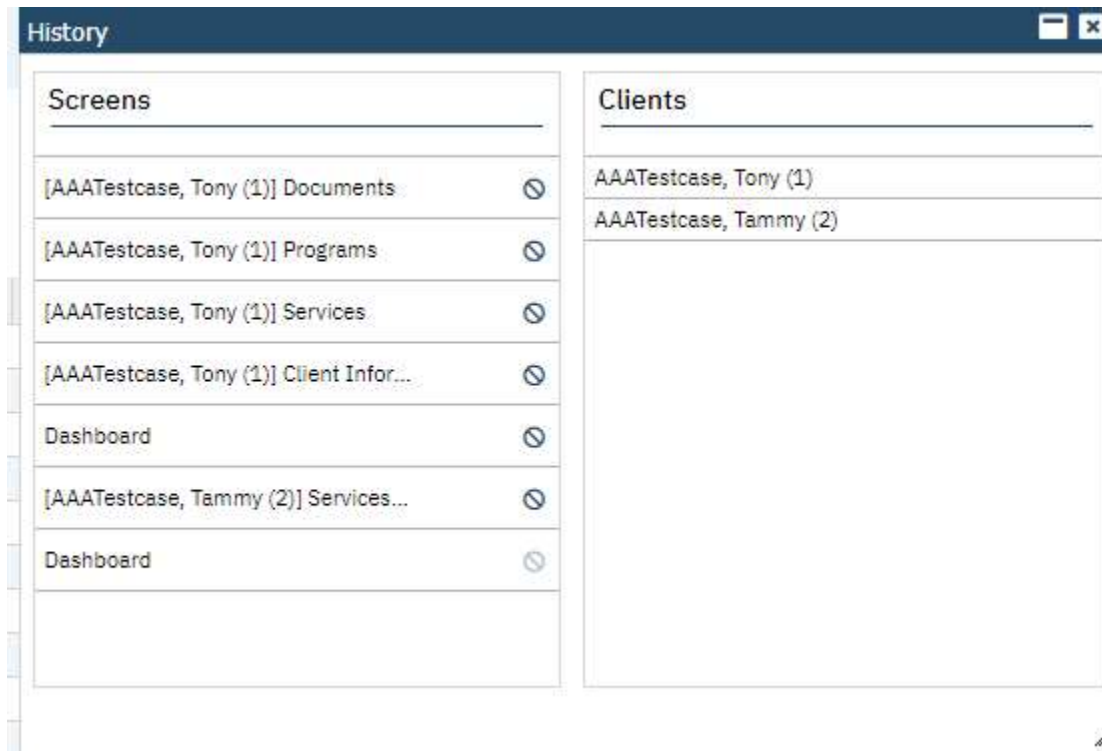 History
Screens
[AAATestcase, Tony (1)] Documents
[AAATestcase, Tony (1)] Programs
[AAATestcase, Tony (1)] Services
[AAATestcase, Tony (1)] Client Infor...
Dashboard
[AAATestcase, Tammy (2)] Services...
Dashboard
Clients
AAATestcase, Tony (1)
AAATestcase, Tammy (2)